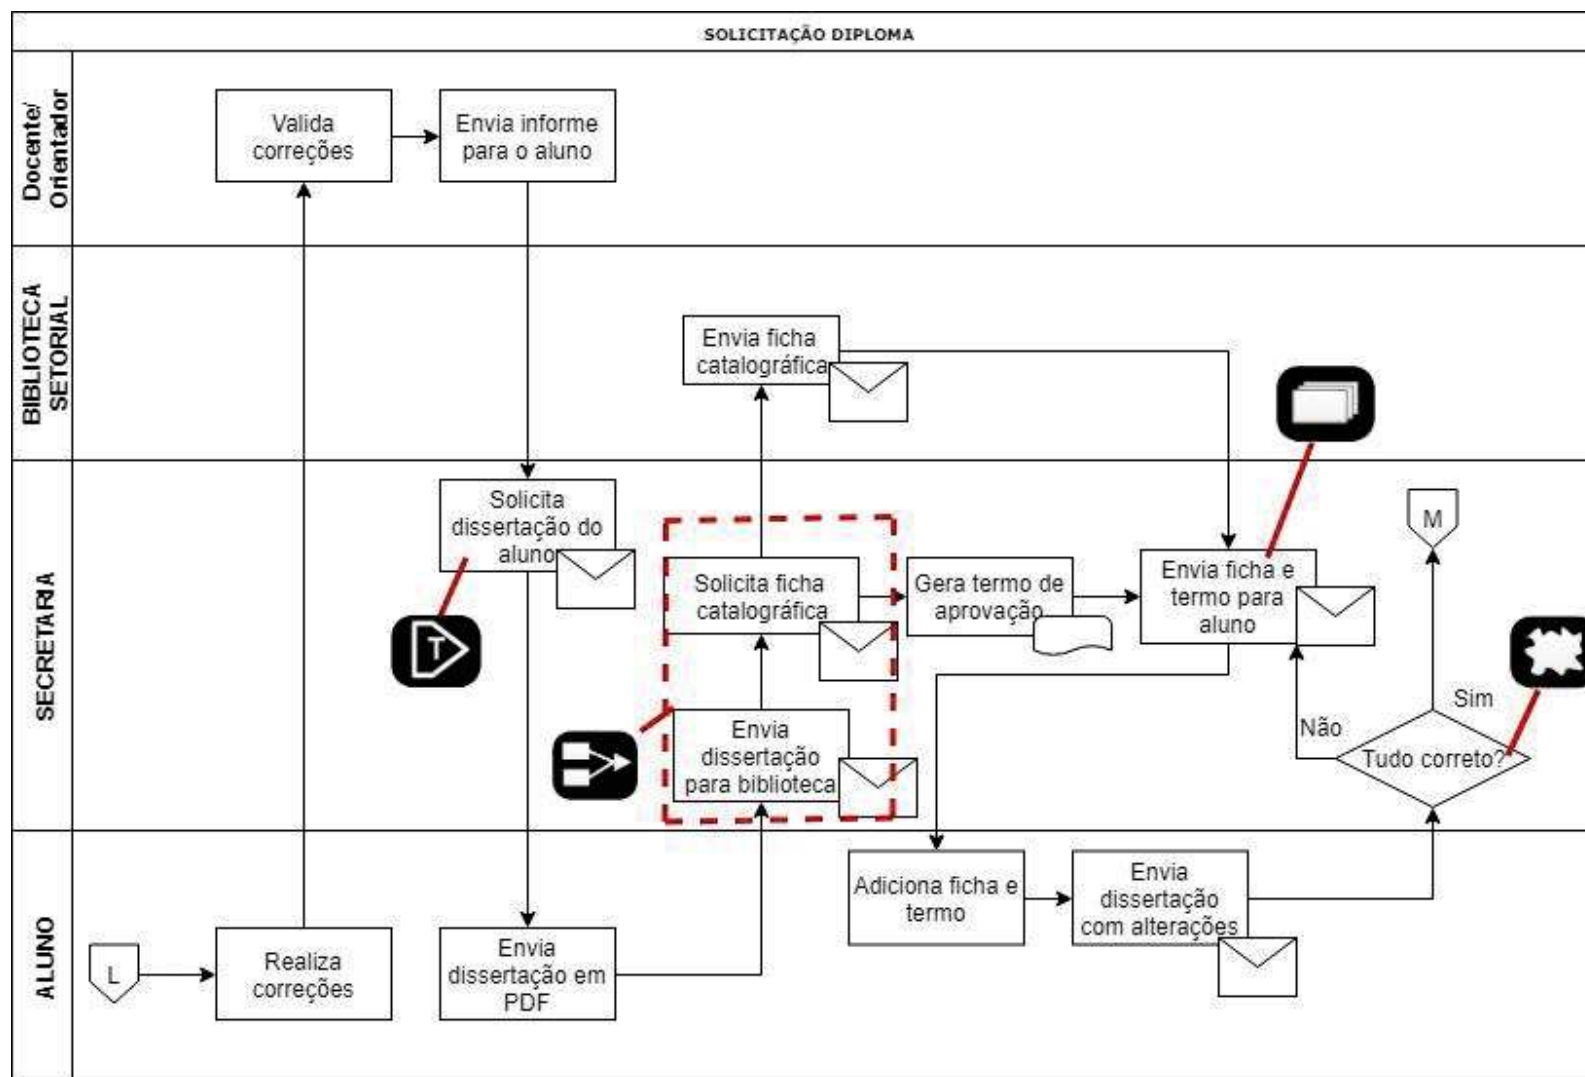 SOLICITAÇÃO DIPLOMA
Docente/
Orientador
Valida
correções
Envia informe
para o aluno
BIBLIOTECA
SETORIAL
Envia ficha
catalográfica
SECRETARIA
Solicita
dissertação do
aluno
T
Solicita ficha
catalográfica
Gera termo de
aprovação
Envia ficha e
termo para
aluno
M
Envia
dissertação
para biblioteca
Não
Sim
Tudo correto?
ALUNO
L
Realiza
correções
Envia
dissertação em
PDF
Adiciona ficha e
termo
Envia
dissertação
com alterações